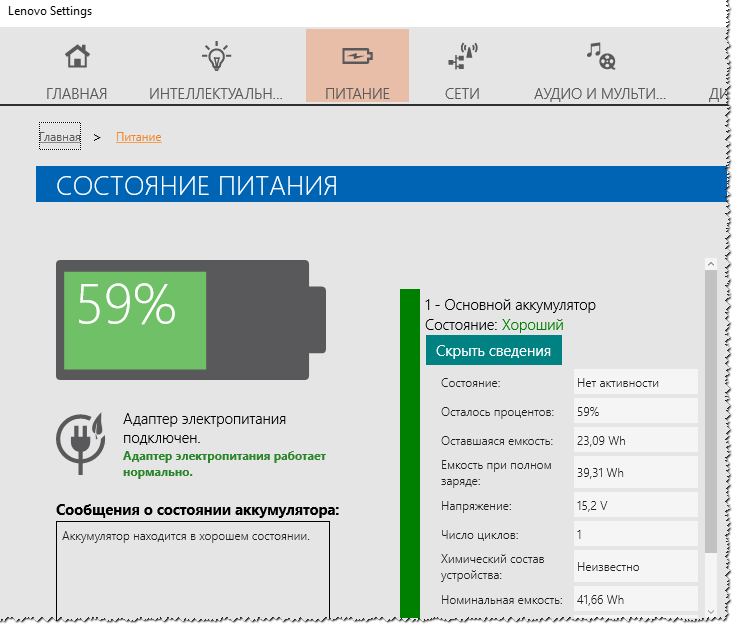 Lenovo Settings
ГЛАВНАЯ
ИНТЕЛЛЕКТУАЛЬН...
ПИТАНИЕ
СЕТИ
АУДИО И МУЛЬТИ...
ДИ
Главная > Питание
СОСТОЯНИЕ ПИТАНИЯ
59%
Адаптер электропитания
подключен.
Адаптер электропитания работает
нормально.
Сообщения о состоянии аккумулятора:
Аккумулятор находится в хорошем состоянии.
1 - Основной аккумулятор
Состояние: Хороший
Скрыть сведения
Состояние: Нет активности
Осталось процентов: 59%
Оставшаяся емкость: 23,09 Wh
Емкость при полном
заряде: 39,31 Wh
Напряжение: 15,2 V
Число циклов: 1
Химический состав
устройства: Неизвестно
Номинальная емкость: 41,66 Wh